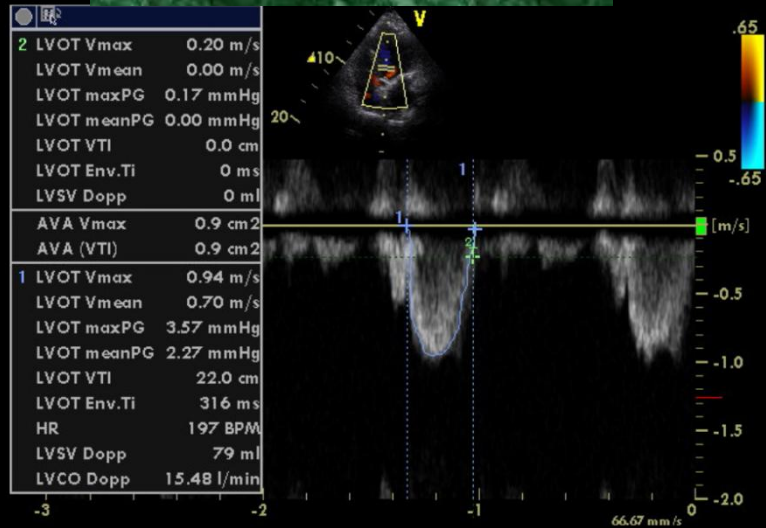 2 LVOT Vmax 0.20 m/s
LVOT Vmean 0.00 m/s
LVOT maxPG 0.17 mmHg
LVOT meanPG 0.00 mmHg
LVOT VTI 0.0 cm
LVOT Env.Ti 0 ms
LVSV Dopp 0 ml
AVA Vmax 0.9 cm2
AVA (VTI) 0.9 cm2
1 LVOT Vmax 0.94 m/s
LVOT Vmean 0.70 m/s
LVOT maxPG 3.57 mmHg
LVOT meanPG 2.27 mmHg
LVOT VTI 22.0 cm
LVOT Env.Ti 316 ms
HR 197 BPM
LVSV Dopp 79 ml
LVCO Dopp 15.48 l/min
V
10
20
.65
-.65
1
1
2
0.5
[m/s]
-0.5
-1.0
-1.5
-2.0
-3 -2 -1 0
66.67 mm/s